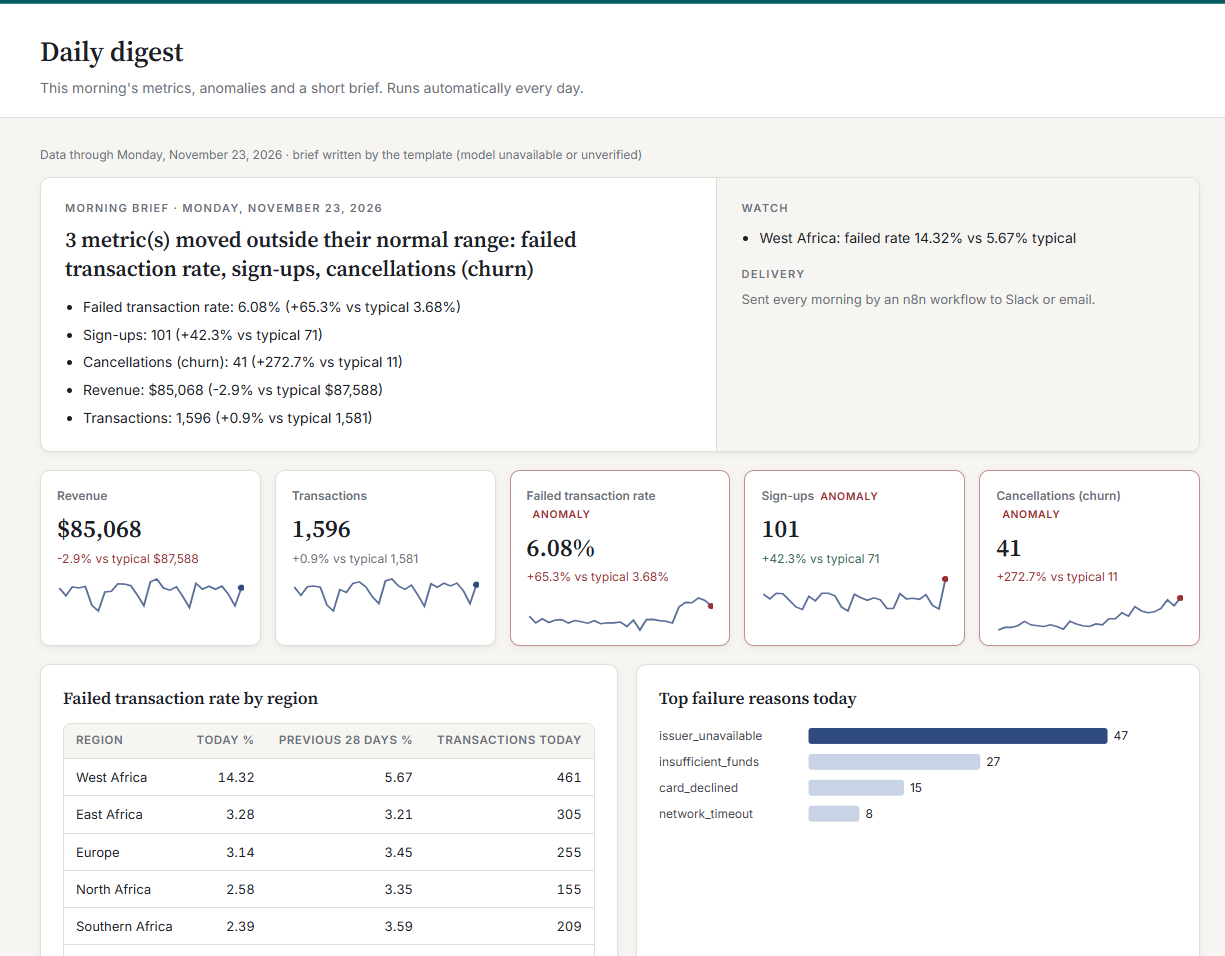 Daily digest
This morning's metrics, anomalies and a short brief. Runs automatically every day.
Data through Monday, November 23, 2026 · brief written by the template (model unavailable or unverified)
MORNING BRIEF · MONDAY, NOVEMBER 23, 2026
3 metric(s) moved outside their normal range: failed
transaction rate, sign-ups, cancellations (churn)
• Failed transaction rate: 6.08% (+65.3% vs typical 3.68%)
• Sign-ups: 101 (+42.3% vs typical 71)
• Cancellations (churn): 41 (+272.7% vs typical 11)
• Revenue: $85,068 (-2.9% vs typical $87,588)
• Transactions: 1,596 (+0.9% vs typical 1,581)
WATCH
• West Africa: failed rate 14.32% vs 5.67% typical
DELIVERY
Sent every morning by an n8n workflow to Slack or email.
Revenue
$85,068
-2.9% vs typical $87,588
Transactions
1,596
+0.9% vs typical 1,581
Failed transaction rate
ANOMALY
6.08%
+65.3% vs typical 3.68%
Sign-ups ANOMALY
101
+42.3% vs typical 71
Cancellations (churn)
ANOMALY
41
+272.7% vs typical 11
Failed transaction rate by region
REGION TODAY % PREVIOUS 28 DAYS % TRANSACTIONS TODAY
West Africa 14.32 5.67 461
East Africa 3.28 3.21 305
Europe 3.14 3.45 255
North Africa 2.58 3.35 155
Southern Africa 2.39 3.59 209
Top failure reasons today
issuer_unavailable 47
insufficient_funds 27
card_declined 15
network_timeout 8